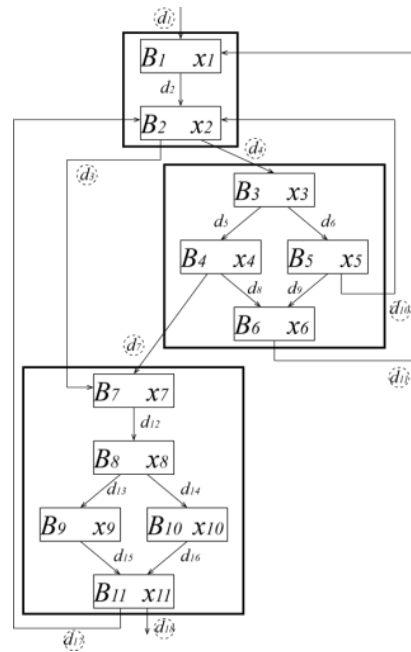 d1
B1 x1
d2
B2 x2
d3 d4
B3 x3
d5 d6
B4 x4 B5 x5
d8 d9
d10
B6 x6
d7
d11
B7 x7
d12
B8 x8
d13 d14
B9 x9 B10 x10
d15 d16
B11 x11
d17 d18